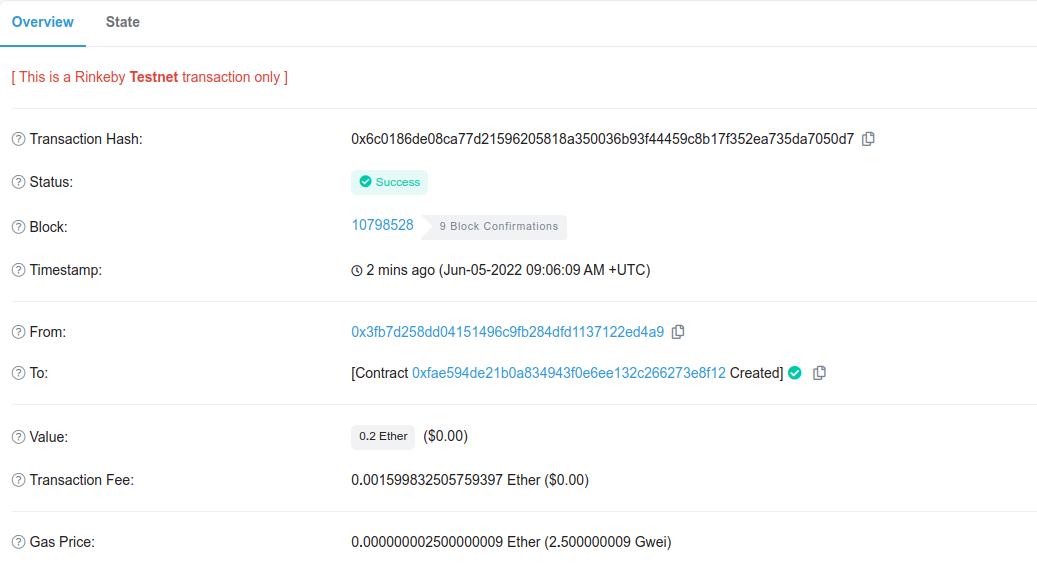 Overview State
[ This is a Rinkeby Testnet transaction only ]
Transaction Hash: 0x6c0186de08ca77d21596205818a350036b93f44459c8b17f352ea735da7050d7
Status: Success
Block: 10798528 9 Block Confirmations
Timestamp: 2 mins ago (Jun-05-2022 09:06:09 AM +UTC)
From: 0x3fb7d258dd04151496c9fb284dfd1137122ed4a9
To: [Contract 0xfae594de21b0a834943f0e6ee132c266273e8f12 Created]
Value: 0.2 Ether ($0.00)
Transaction Fee: 0.001599832505759397 Ether ($0.00)
Gas Price: 0.000000002500000009 Ether (2.500000009 Gwei)